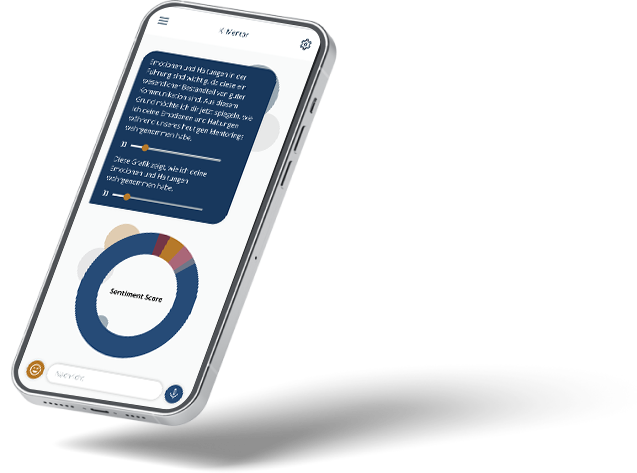 < Mentor
Emotionen und Haltungen in der
Führung sind wichtig, da diese ein
wesentlicher Bestandteil von guter
Kommunikation sind. Aus diesem
Grund möchte ich dir jetzt spiegeln, wie
ich deine Emotionen und Haltungen
während unseres heutigen Mentorings
wahrgenommen habe.
Diese Grafik zeigt, wie ich deine
Emotionen und Haltungen
wahrgenommen habe.
Sentiment Score